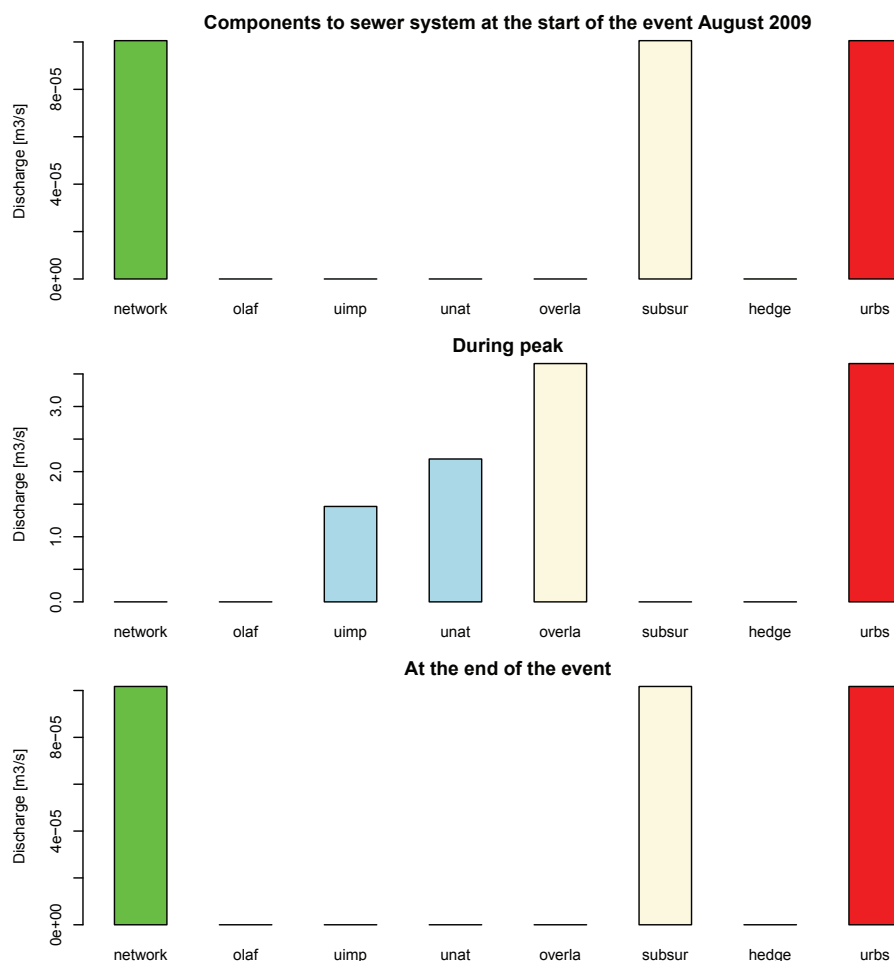 Components to sewer system at the start of the event August 2009
Discharge [m3/s]
8e−05
4e−05
0e+00
network olaf uimp unat overla subsur hedge urbs
During peak
Discharge [m3/s]
3.0
2.0
1.0
0.0
network olaf uimp unat overla subsur hedge urbs
At the end of the event
Discharge [m3/s]
8e−05
4e−05
0e+00
network olaf uimp unat overla subsur hedge urbs